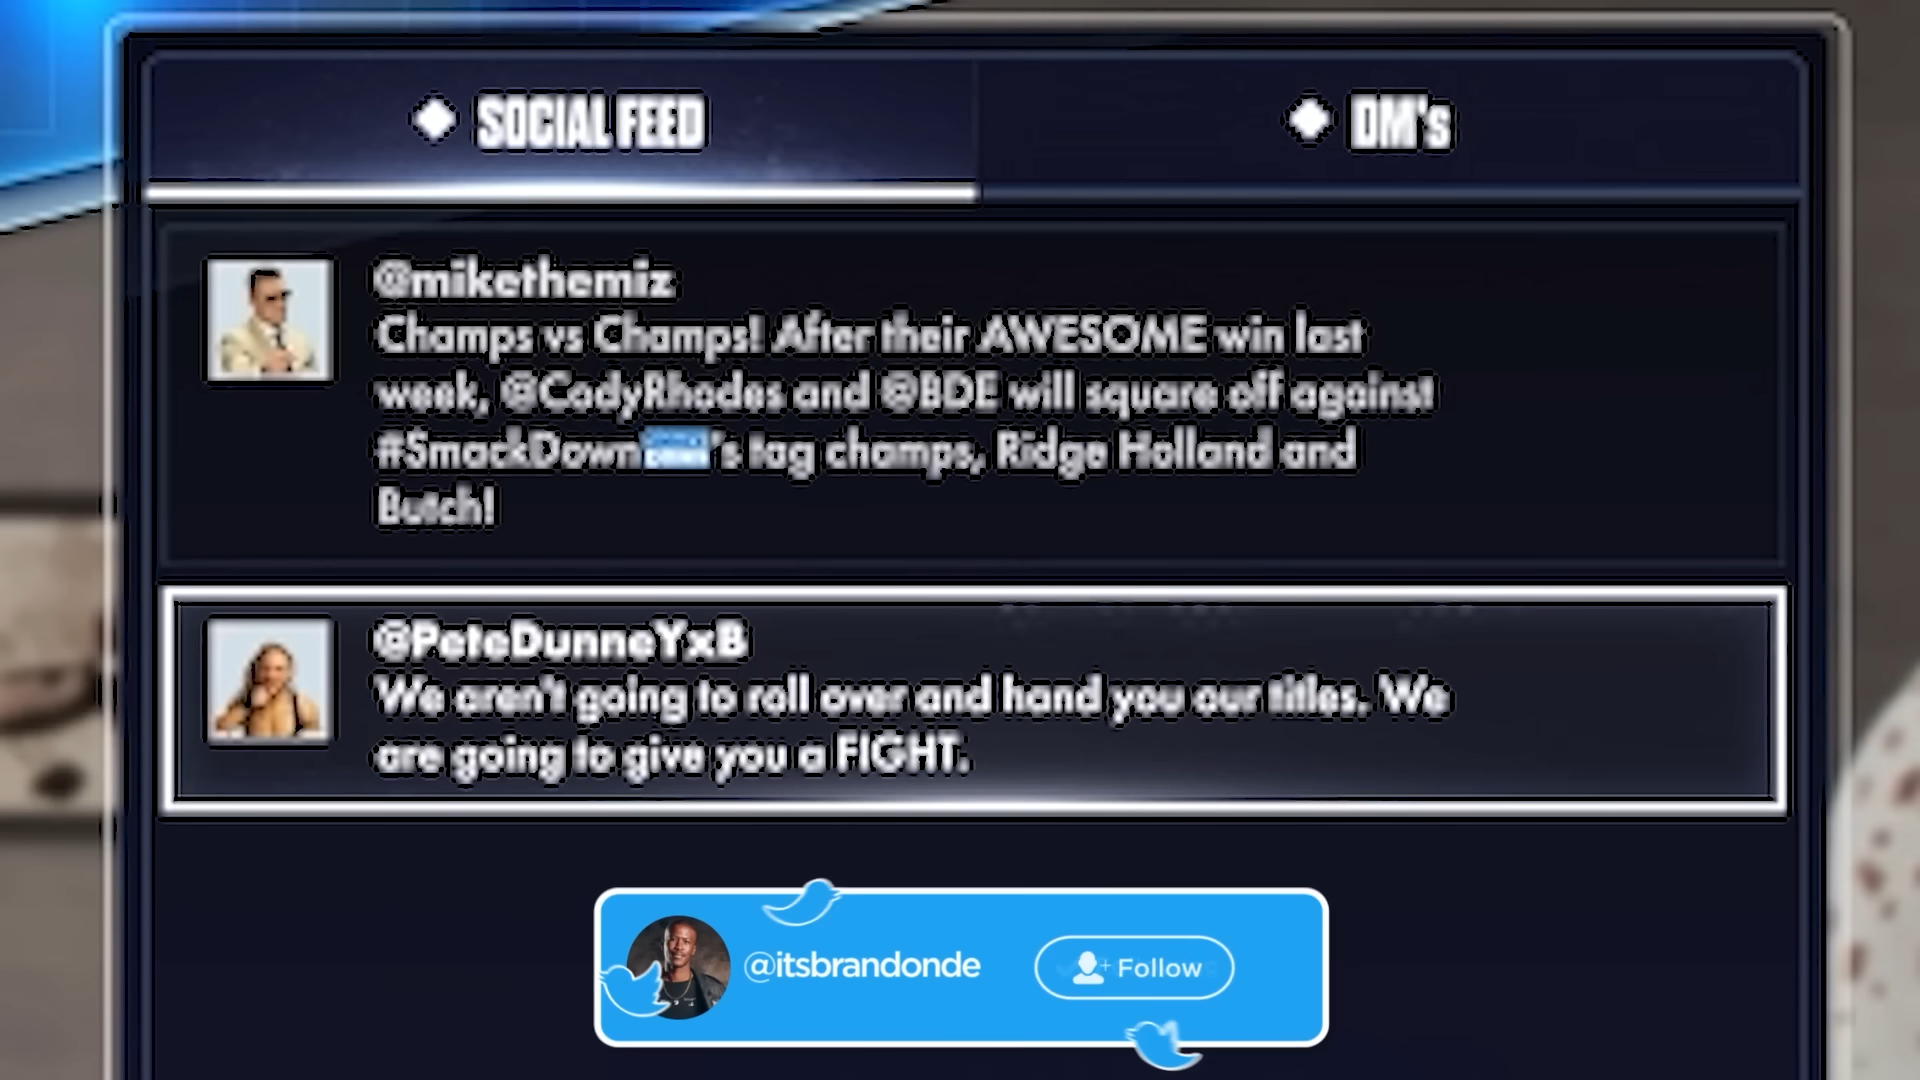 SOCIAL FEED
DM's
@mikethemiz
Champs vs Champs! After their AWESOME win last
week, @CodyRhodes and @BDE will square off against
#SmackDown's tag champs, Ridge Holland and
Butch!
@PeteDunneYxB
We aren't going to roll over and hand you our titles. We
are going to give you a FIGHT.
@itsbrandonde
Follow